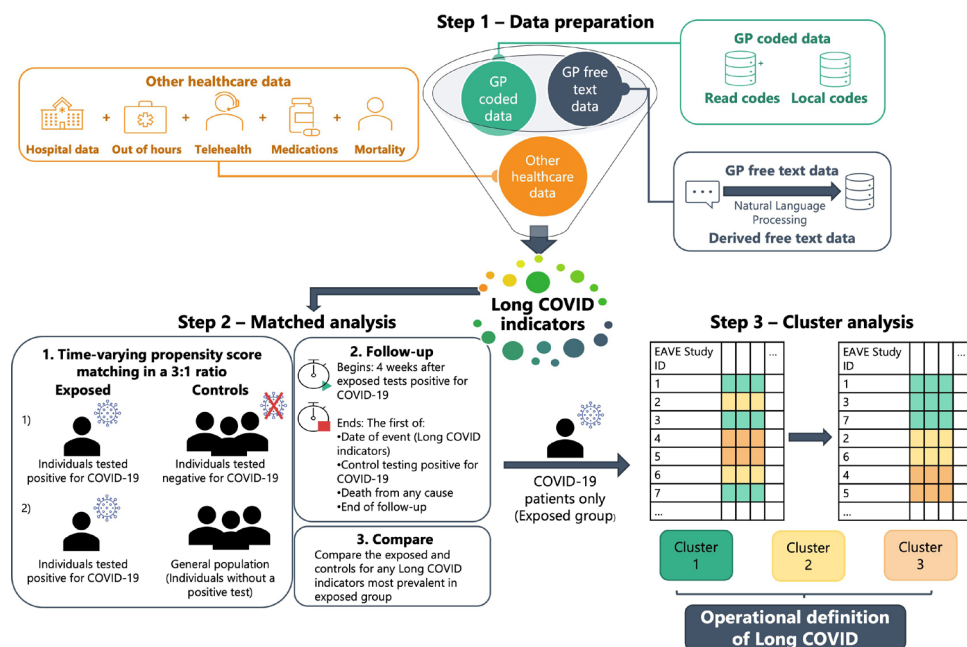 Step 1 – Data preparation
Other healthcare data
Hospital data + Out of hours + Telehealth + Medications + Mortality
GP
coded
data
GP free
text
data
Other
healthcare
data
GP coded data
+
Read codes
Local codes
GP free text data
Natural Language
Processing
Derived free text data
Long COVID
indicators
Step 2 – Matched analysis
1. Time-varying propensity score
matching in a 3:1 ratio
Exposed
Controls
1)
Individuals tested
positive for COVID-19
Individuals tested
negative for COVID-19
2)
Individuals tested
positive for COVID-19
General population
(Individuals without a
positive test)
2. Follow-up
Begins: 4 weeks after
exposed tests positive for
COVID-19
Ends: The first of:
•Date of event (Long COVID
indicators)
•Control testing positive for
COVID-19
•Death from any cause
•End of follow-up
3. Compare
Compare the exposed and
controls for any Long COVID
indicators most prevalent in
exposed group
COVID-19
patients only
(Exposed group)
Step 3 – Cluster analysis
EAVE Study
ID
...
1
2
3
4
5
6
7
...
EAVE Study
ID
...
1
3
7
2
6
4
5
...
Cluster
1
Cluster
2
Cluster
3
Operational definition
of Long COVID